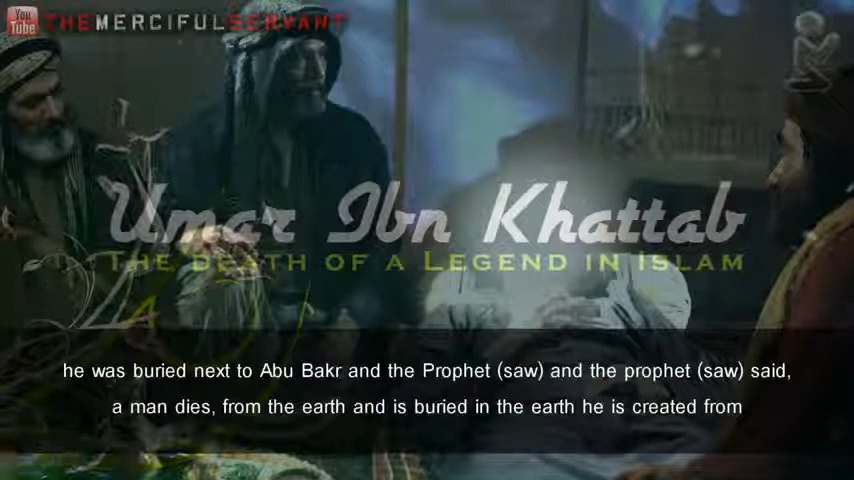 You Tube THEMERCIFULSERVANT
Umar Ibn Khattab
THE DEATH OF A LEGEND IN ISLAM
he was buried next to Abu Bakr and the Prophet (saw) and the prophet (saw) said,
a man dies, from the earth and is buried in the earth he is created from